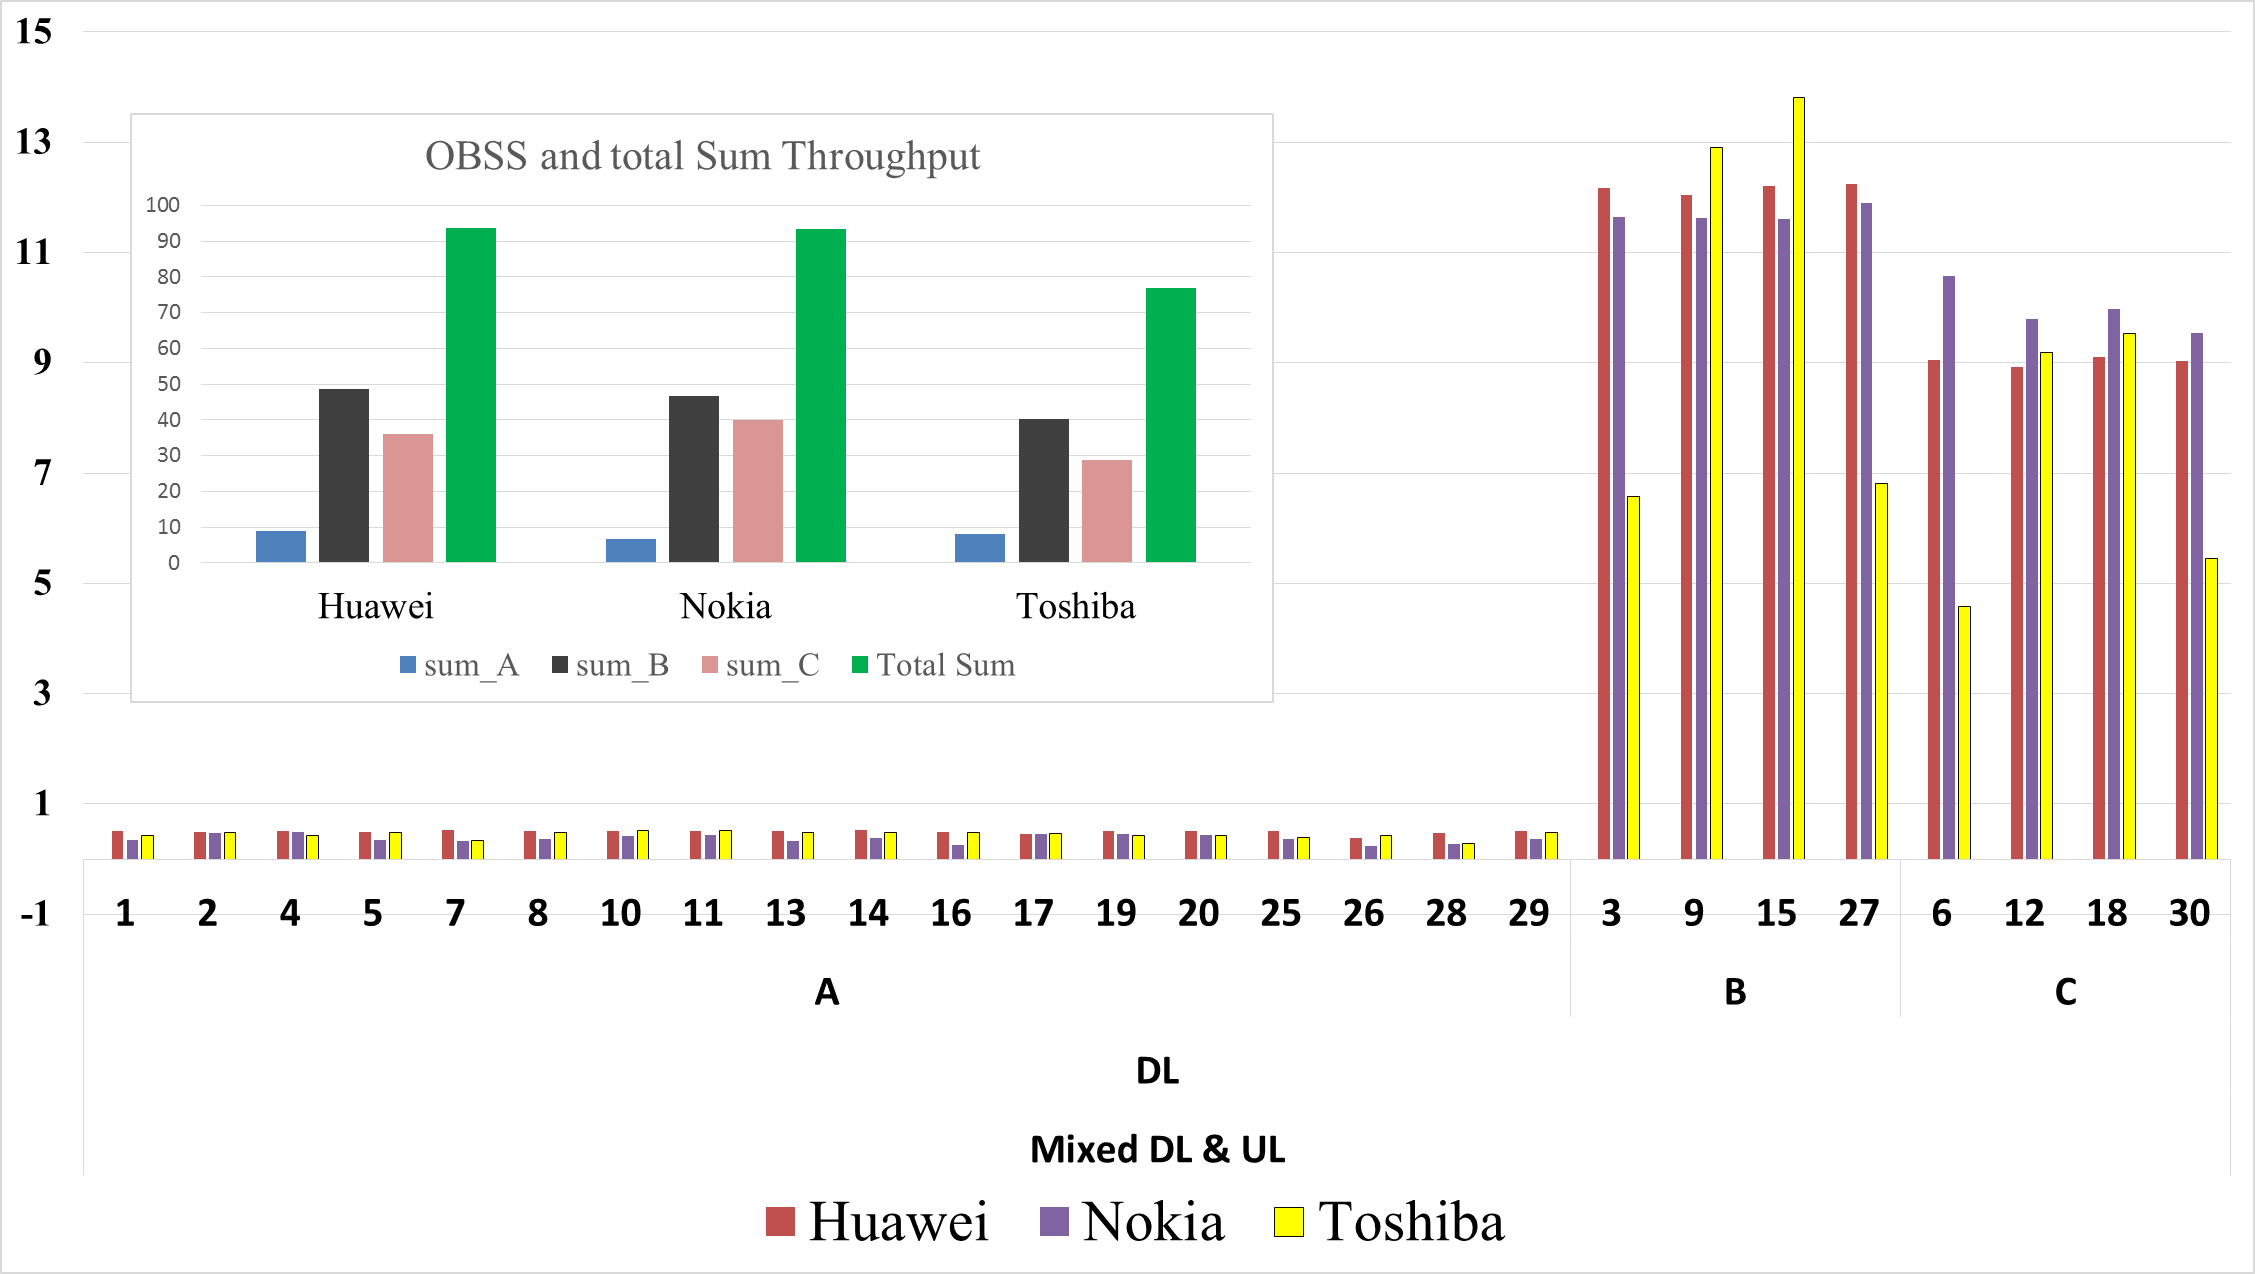 15
13
11
9
7
5
3
1
-1
OBSS and total Sum Throughput
100
90
80
70
60
50
40
30
20
10
0
Huawei Nokia Toshiba
sum_A sum_B sum_C Total Sum
1 2 4 5 7 8 10 11 13 14 16 17 19 20 25 26 28 29 3 9 15 27 6 12 18 30
A B C
DL
Mixed DL & UL
Huawei Nokia Toshiba